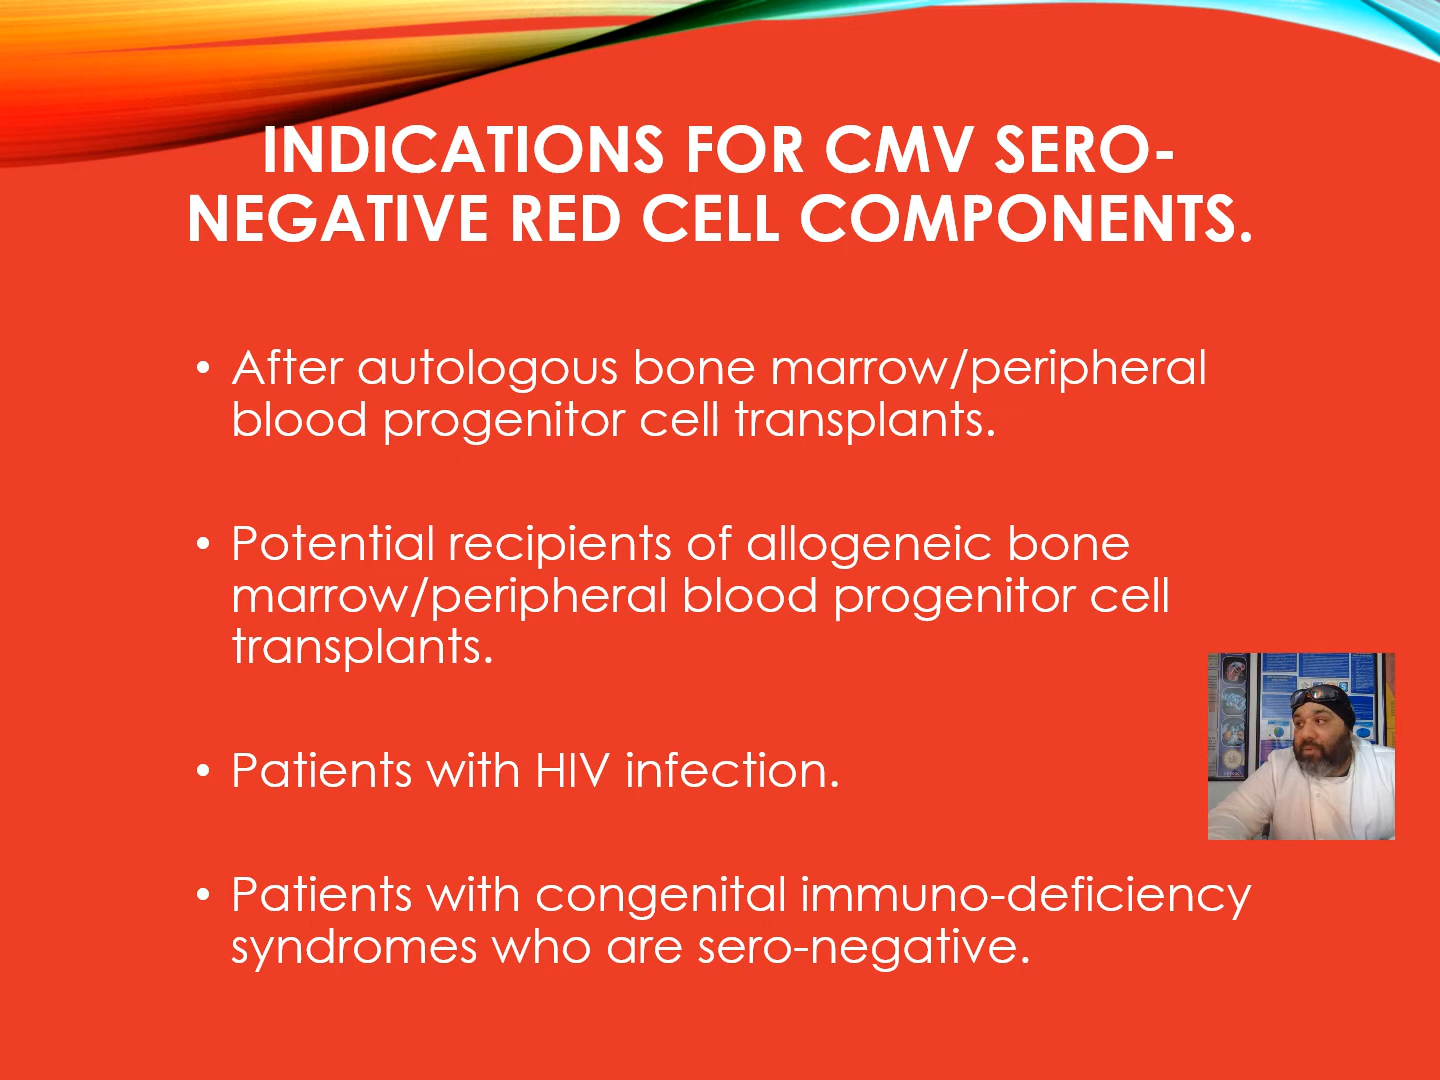 INDICATIONS FOR CMV SERO-
NEGATIVE RED CELL COMPONENTS.
• After autologous bone marrow/peripheral
blood progenitor cell transplants.
• Potential recipients of allogeneic bone
marrow/peripheral blood progenitor cell
transplants.
• Patients with HIV infection.
• Patients with congenital immuno-deficiency
syndromes who are sero-negative.